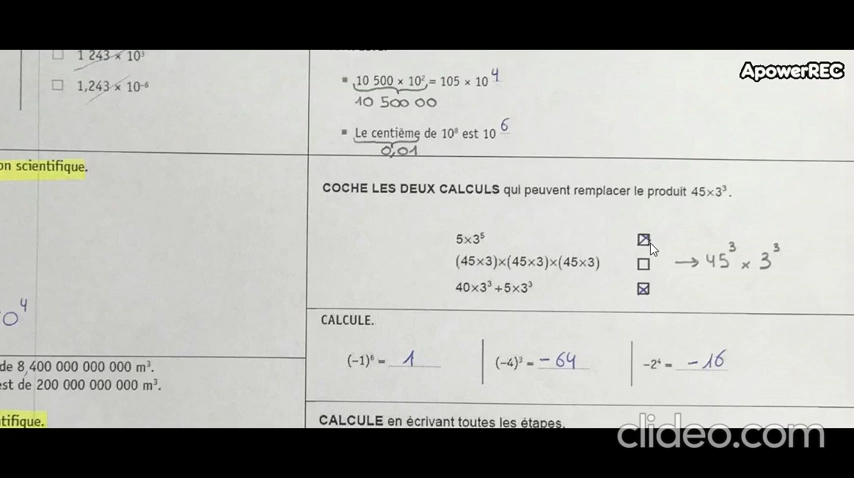 1 243 × 10³
1,243 × 10⁻⁶
10 500 × 10² = 105 × 10⁴
10 500 00
Le centième de 10⁸ est 10⁶
0,01
ApowerREC
on scientifique.
COCHE LES DEUX CALCULS qui peuvent remplacer le produit 45×3³.
5×3⁵
(45×3)×(45×3)×(45×3) → 45³ × 3³
40×3³+5×3³
0⁴
CALCULE.
(-1)⁶ = 1
(-4)³ = -64
-2⁴ = -16
de 8,400 000 000 000 m³.
est de 200 000 000 000 m³.
tifique.
CALCULE en écrivant toutes les étapes.
clideo.com